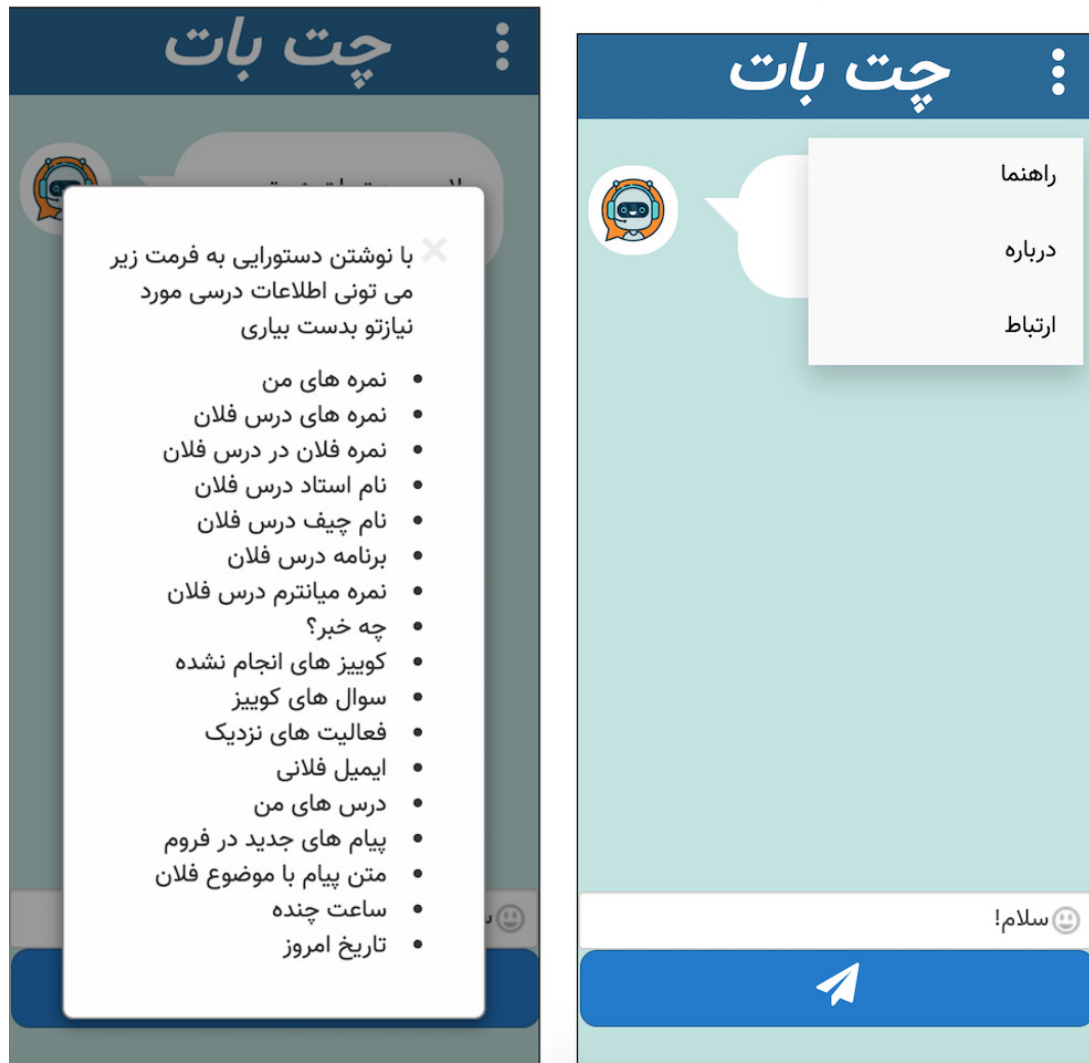 چت بات
با نوشتن دستورایی به فرمت زیر
می تونی اطلاعات درسی مورد
نیازتو بدست بیاری
نمره های من
نمره های درس فلان
نمره فلان در درس فلان
نام استاد درس فلان
نام چیف درس فلان
برنامه درس فلان
نمره میانترم درس فلان
چه خبر؟
کوییز های انجام نشده
سوال های کوییز
فعالیت های نزدیک
ایمیل فلانی
درس های من
پیام های جدید در فروم
متن پیام با موضوع فلان
ساعت چنده
تاریخ امروز
چت بات
راهنما
درباره
ارتباط
سلام!